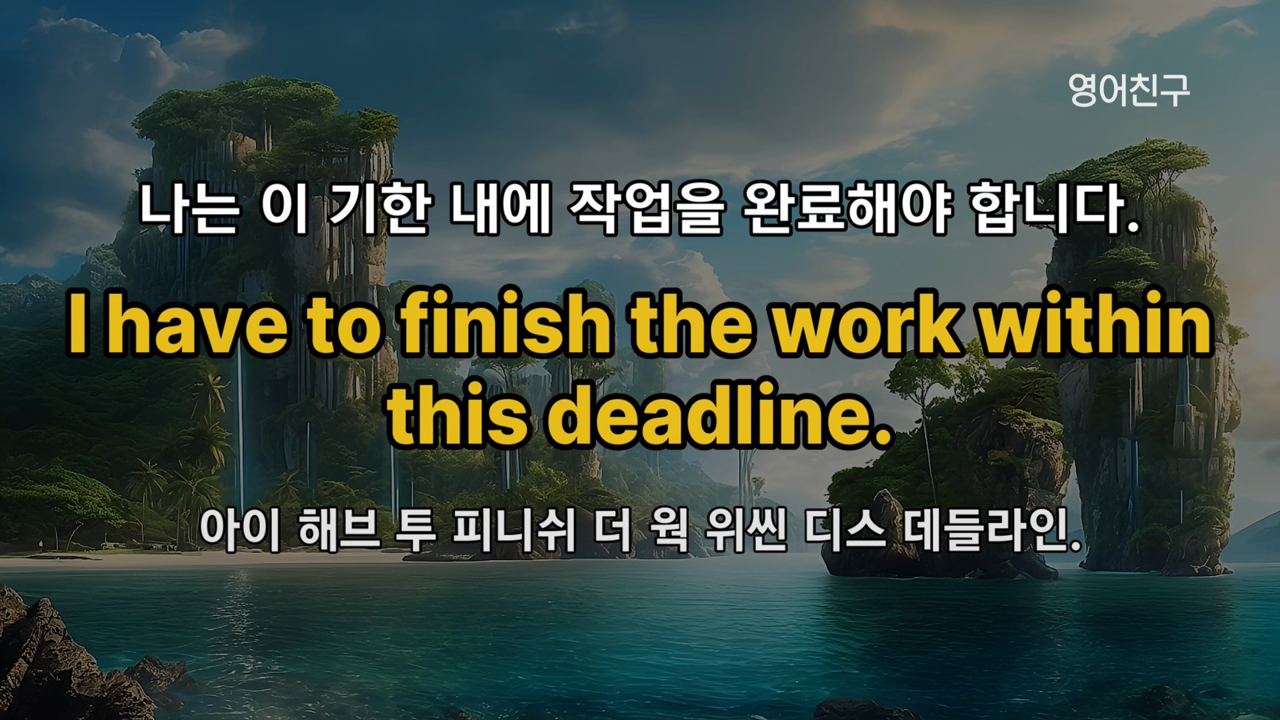 영어친구
나는 이 기한 내에 작업을 완료해야 합니다.
I have to finish the work within
this deadline.
아이 해브 투 피니쉬 더 웍 위씬 디스 데들라인.